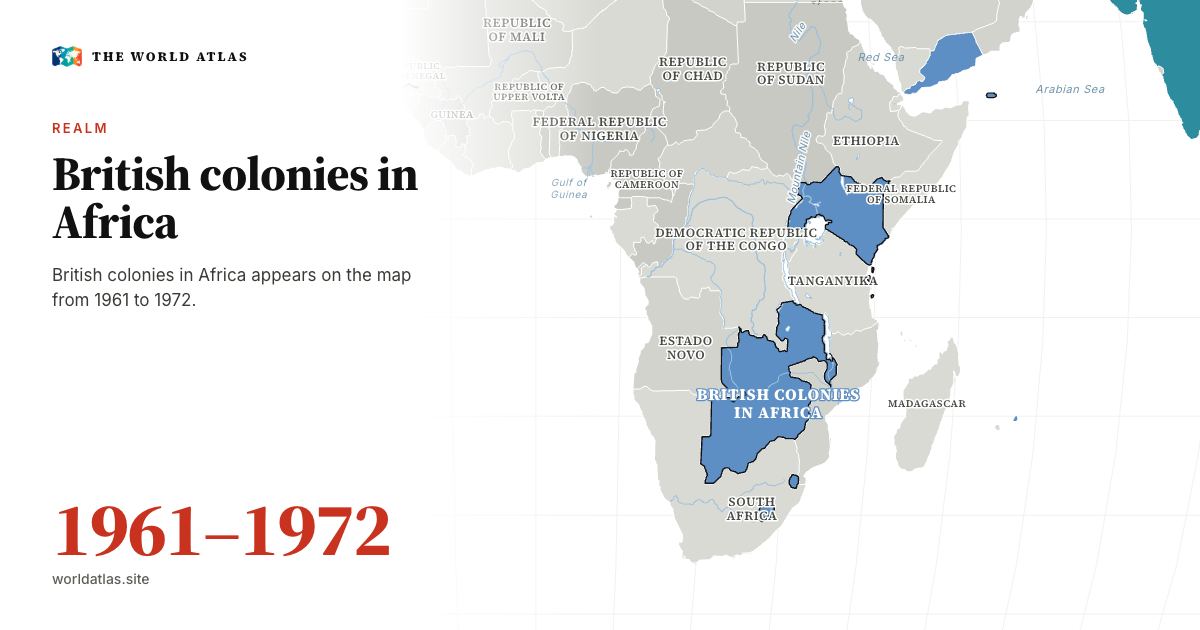 THE WORLD ATLAS
REALM
British colonies in
Africa
British colonies in Africa appears on the map
from 1961 to 1972.
1961–1972
worldatlas.site
REPUBLIC
OF MALI
REPUBLIC
OF CHAD
REPUBLIC
OF SUDAN
Nile
Red Sea
Arabian Sea
REPUBLIC OF
UPPER VOLTA
GUINEA
FEDERAL REPUBLIC
OF NIGERIA
ETHIOPIA
Mountain Nile
REPUBLIC OF
CAMEROON
Gulf of
Guinea
FEDERAL REPUBLIC
OF SOMALIA
DEMOCRATIC REPUBLIC
OF THE CONGO
TANGANYIKA
ESTADO
NOVO
BRITISH COLONIES
IN AFRICA
MADAGASCAR
SOUTH
AFRICA